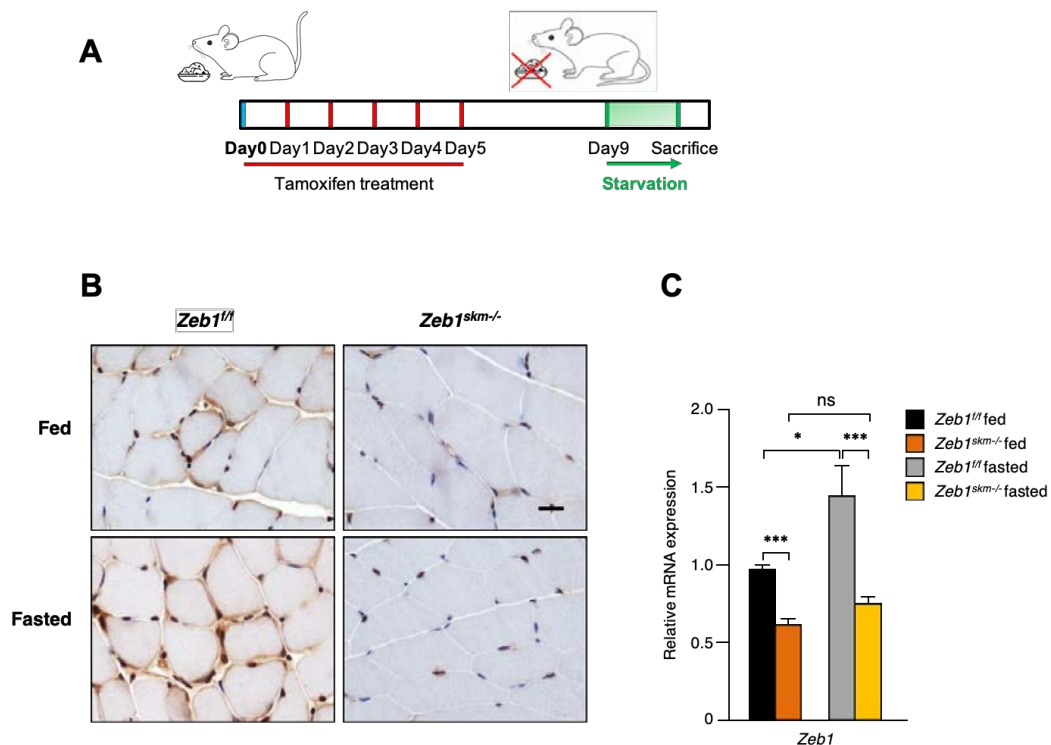 A
Day0 Day1 Day2 Day3 Day4 Day5 Day9 Sacrifice
Tamoxifen treatment
Starvation
B
Zeb1f/f
Zeb1skm-/-
Fed
Fasted
C
Relative mRNA expression
2.0
1.5
1.0
0.5
0
ns
*
***
***
Zeb1
Zeb1f/f fed
Zeb1skm-/- fed
Zeb1f/f fasted
Zeb1skm-/- fasted